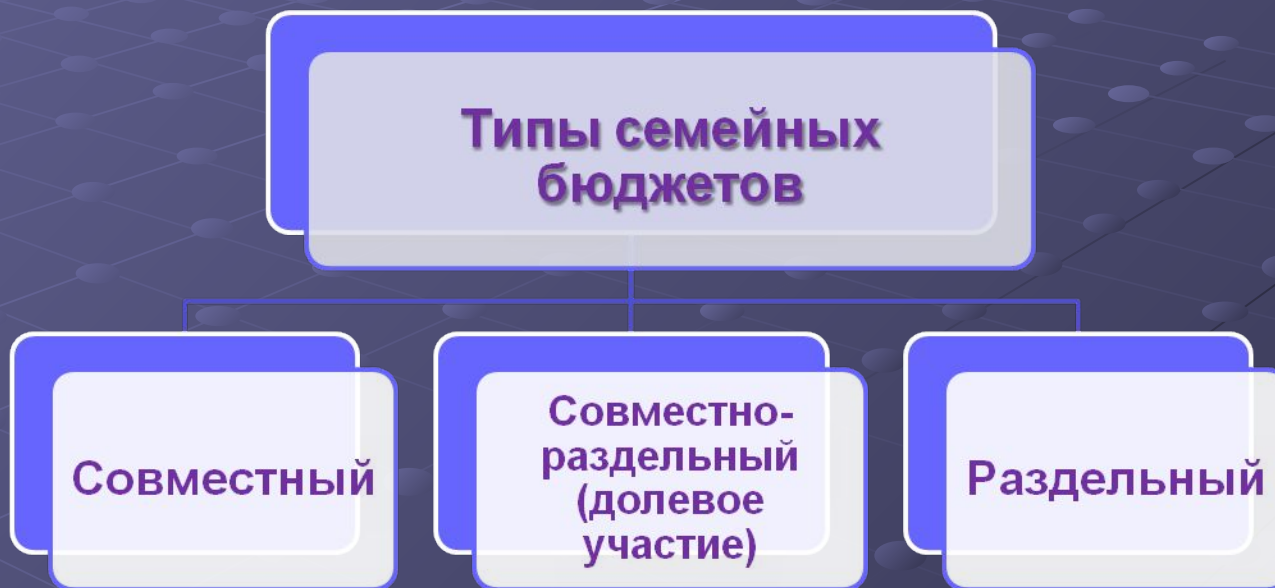 Типы семейных
бюджетов
Совместный
Совместно-
раздельный
(долевое
участие)
Раздельный